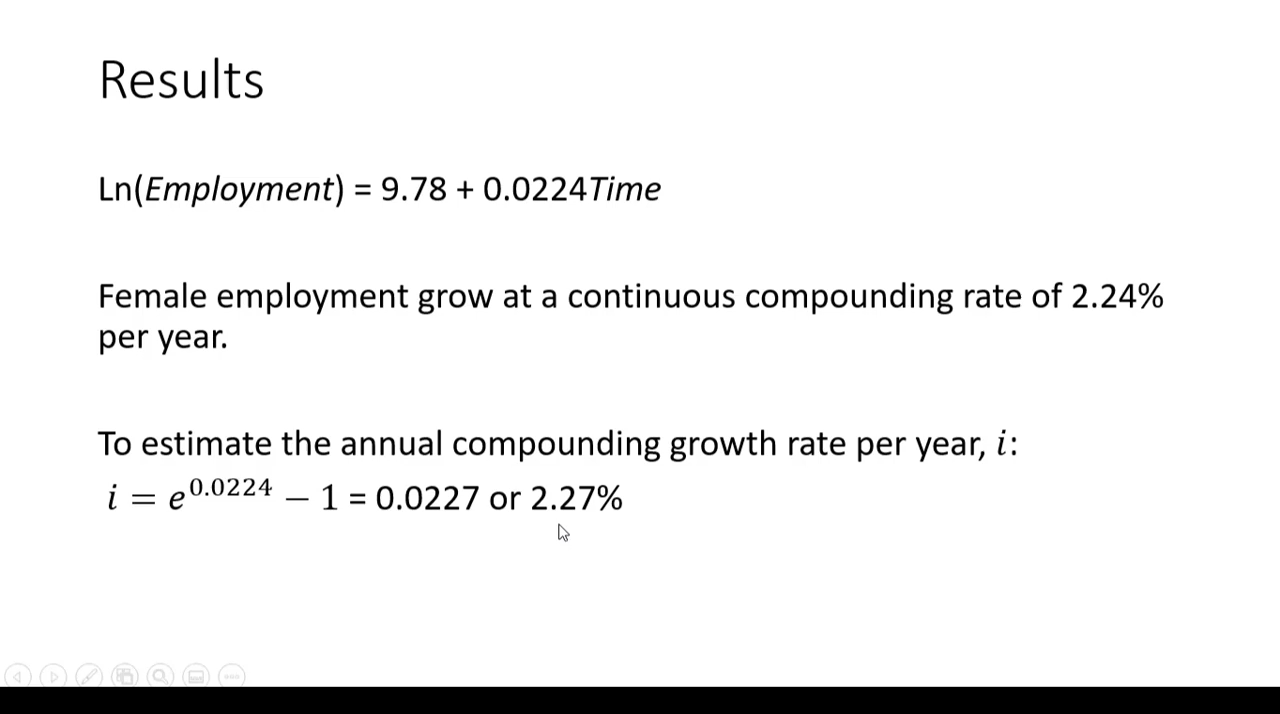 Results
Ln(Employment) = 9.78 + 0.0224Time
Female employment grow at a continuous compounding rate of 2.24%
per year.
To estimate the annual compounding growth rate per year, 𝑖:
𝑖 = 𝑒^0.0224 − 1 = 0.0227 or 2.27%